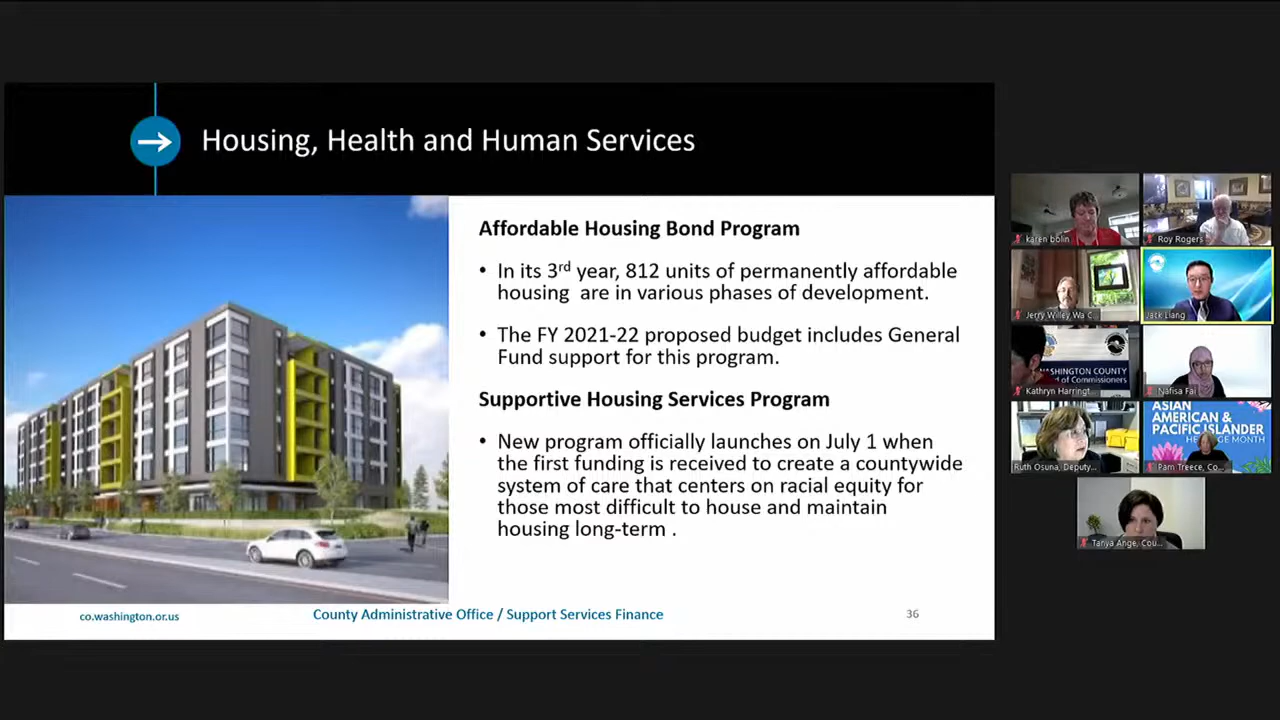 Housing, Health and Human Services
Affordable Housing Bond Program
• In its 3rd year, 812 units of permanently affordable
housing are in various phases of development.
• The FY 2021-22 proposed budget includes General
Fund support for this program.
Supportive Housing Services Program
• New program officially launches on July 1 when
the first funding is received to create a countywide
system of care that centers on racial equity for
those most difficult to house and maintain
housing long-term .
co.washington.or.us
County Administrative Office / Support Services Finance
36
karen bolin
Roy Rogers
Jerry Willey Wa C...
Jack Liang
WASHINGTON COUNTY
of Commissioners
Kathryn Harringt...
Nafisa Fai
ASIAN
AMERICAN &
PACIFIC ISLANDER
MONTH
Ruth Osuna, Deputy...
Pam Treece, Co...
Tanya Ange, Cou...